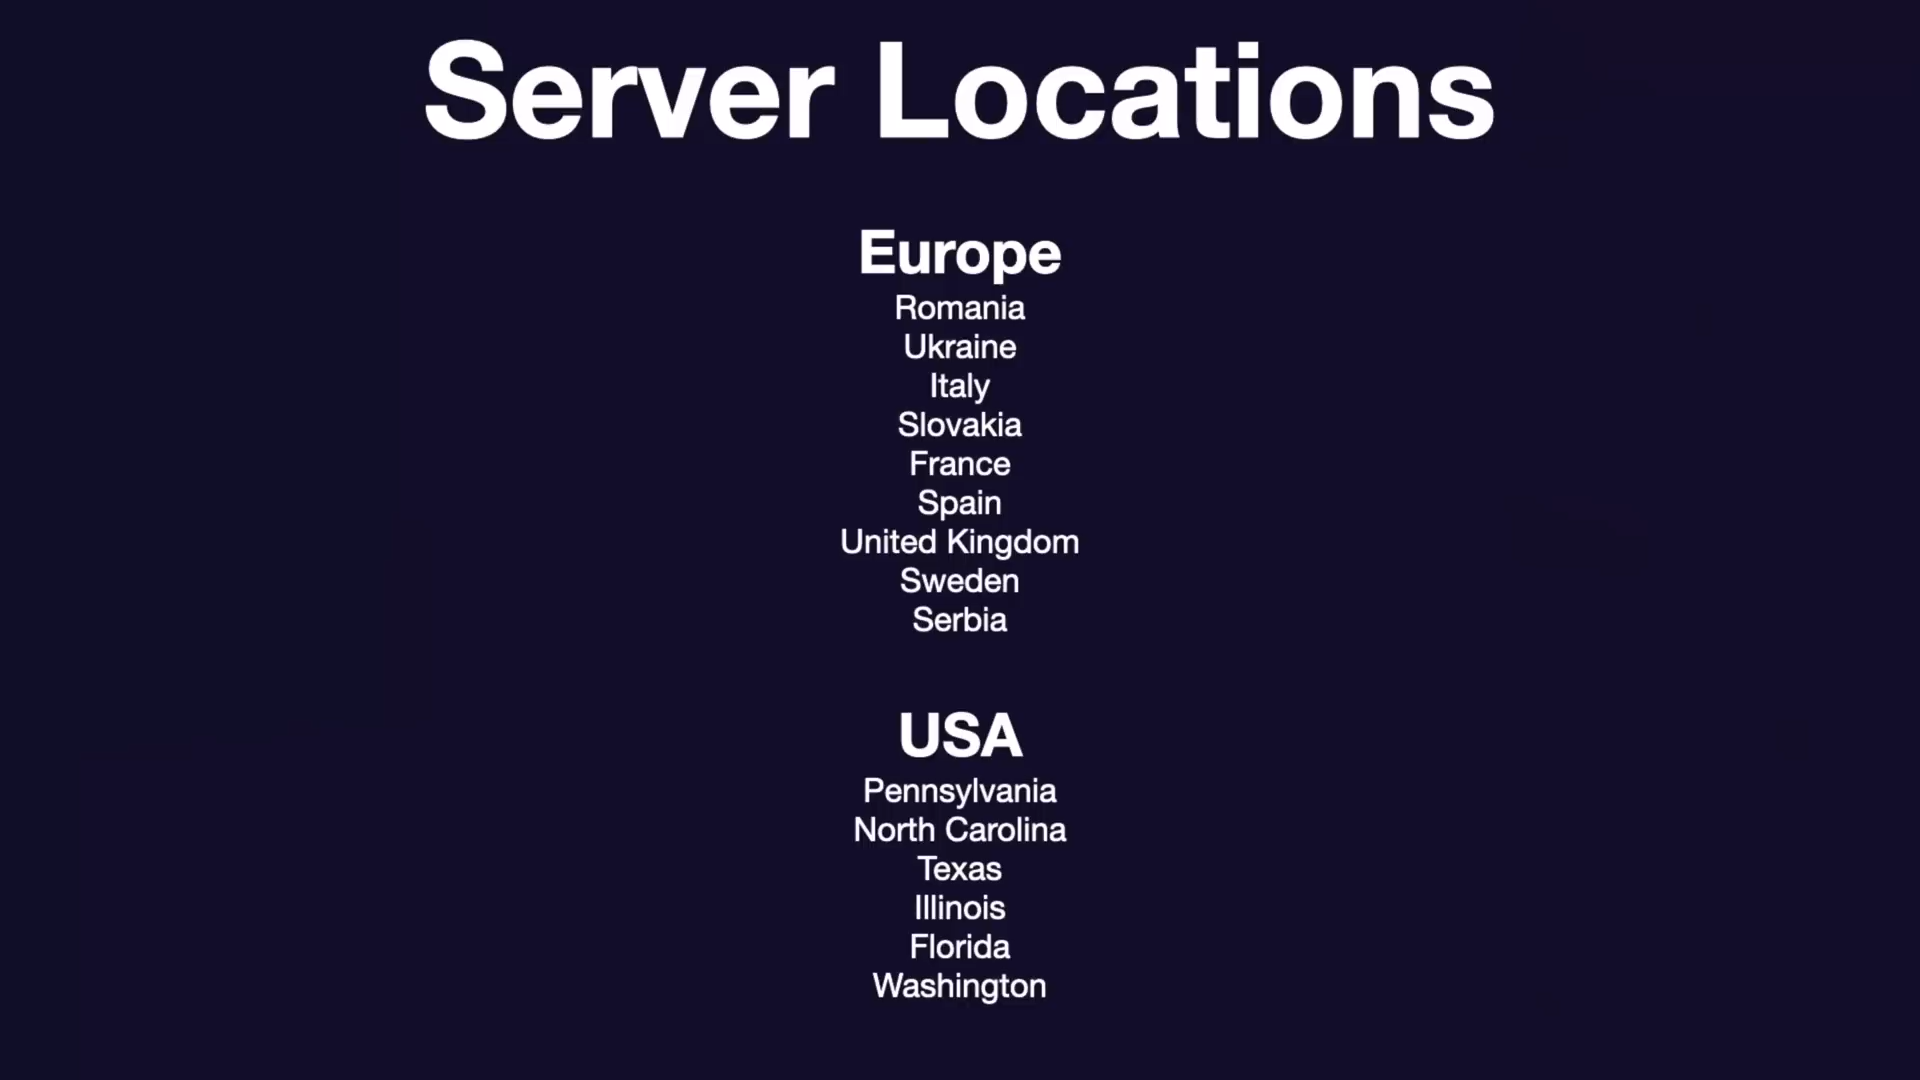 Server Locations
Europe
Romania
Ukraine
Italy
Slovakia
France
Spain
United Kingdom
Sweden
Serbia
USA
Pennsylvania
North Carolina
Texas
Illinois
Florida
Washington